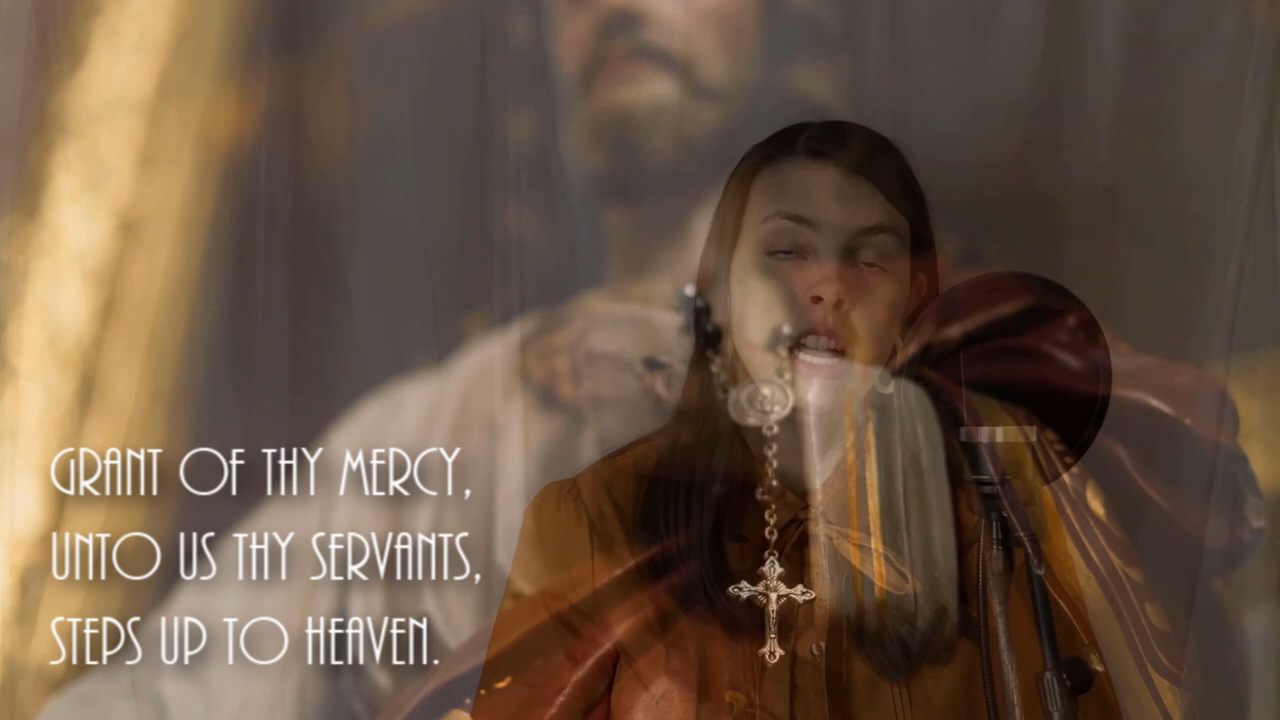 GRANT OF THY MERCY,
UNTO US THY SERVANTS,
STEPS UP TO HEAVEN.